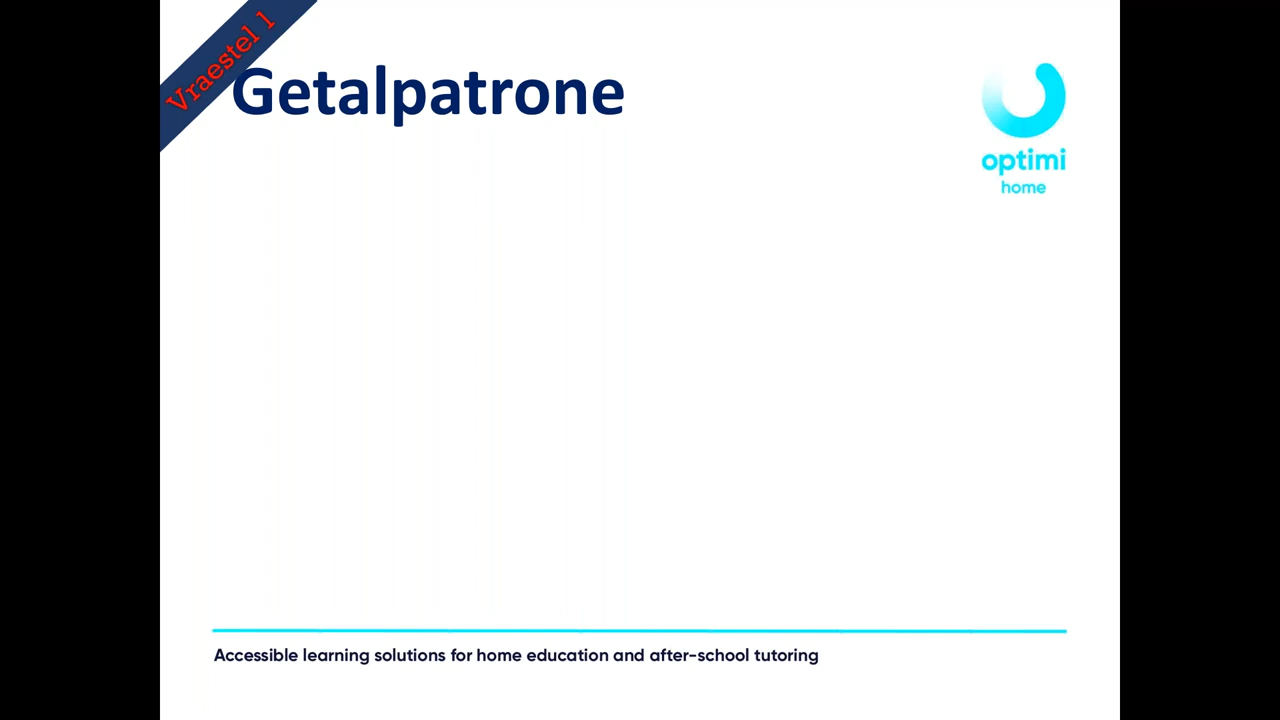 Vraestel 1
Getalpatrone
optimi
home
Accessible learning solutions for home education and after-school tutoring